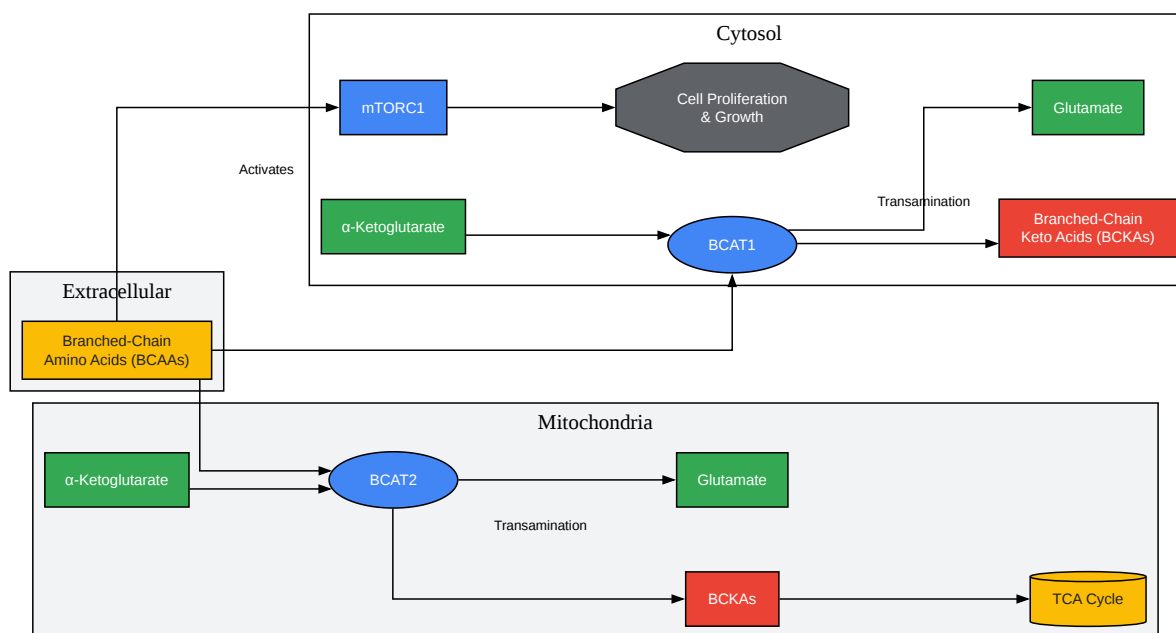 Cytosol
mTORC1
Cell Proliferation
& Growth
Glutamate
Activates
α-Ketoglutarate
BCAT1
Transamination
Branched-Chain
Keto Acids (BCKAs)
Extracellular
Branched-Chain
Amino Acids (BCAAs)
Mitochondria
α-Ketoglutarate
BCAT2
Glutamate
Transamination
BCKAs
TCA Cycle